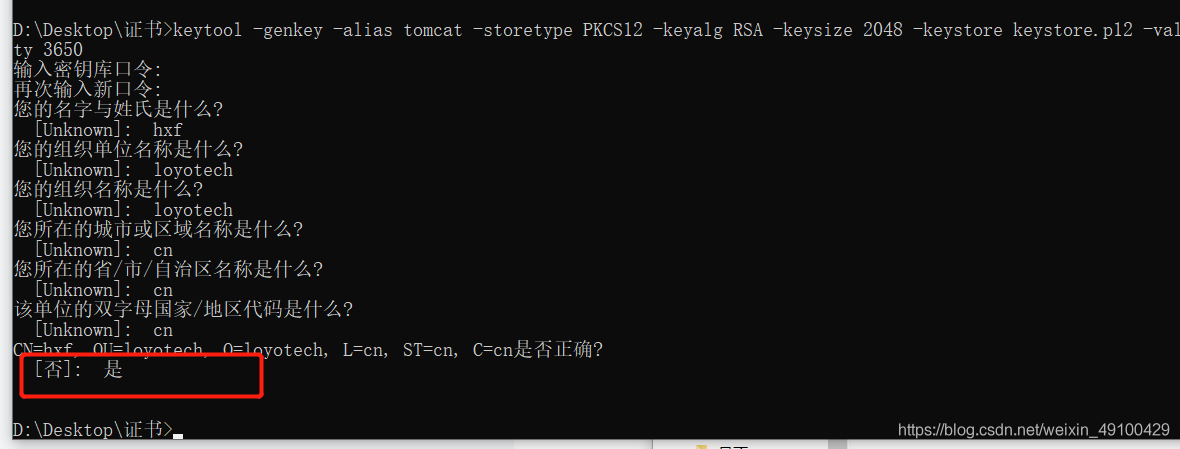 D:\Desktop\证书>keytool -genkey -alias tomcat -storetype PKCS12 -keyalg RSA -keysize 2048 -keystore keystore.p12 -val
ty 3650
输入密钥库口令:
再次输入新口令:
您的名字与姓氏是什么?
[Unknown]: hxf
您的组织单位名称是什么?
[Unknown]: loyotech
您的组织名称是什么?
[Unknown]: loyotech
您所在的城市或区域名称是什么?
[Unknown]: cn
您所在的省/市/自治区名称是什么?
[Unknown]: cn
该单位的双字母国家/地区代码是什么?
[Unknown]: cn
CN=hxf, OU=loyotech, O=loyotech, L=cn, ST=cn, C=cn是否正确?
[否]: 是
D:\Desktop\证书>
https://blog.csdn.net/weixin_49100429